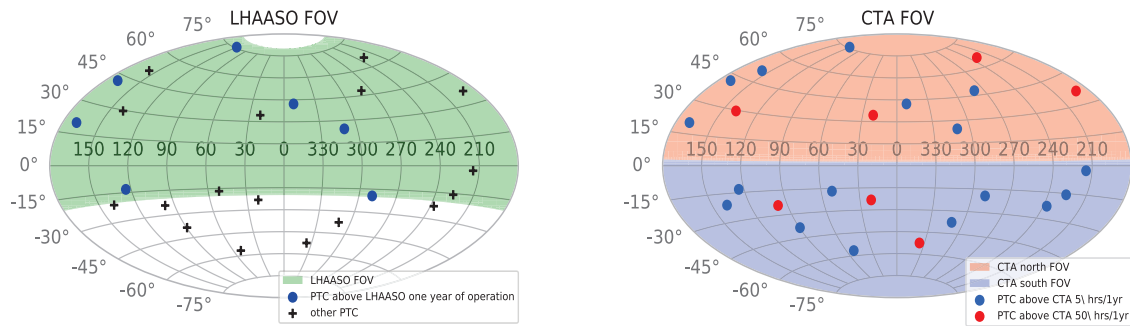 LHAASO FOV
75°
60°
45°
30°
15°
0°
-15°
-30°
-45°
-60°
-75°
150 120 90 60 30 0 330 300 270 240 210
LHAASO FOV
PTC above LHAASO one year of operation
other PTC
CTA FOV
75°
60°
45°
30°
15°
0°
-15°
-30°
-45°
-60°
-75°
150 120 90 60 30 0 330 300 270 240 210
CTA north FOV
CTA south FOV
PTC above CTA 5\ hrs/1yr
PTC above CTA 50\ hrs/1yr